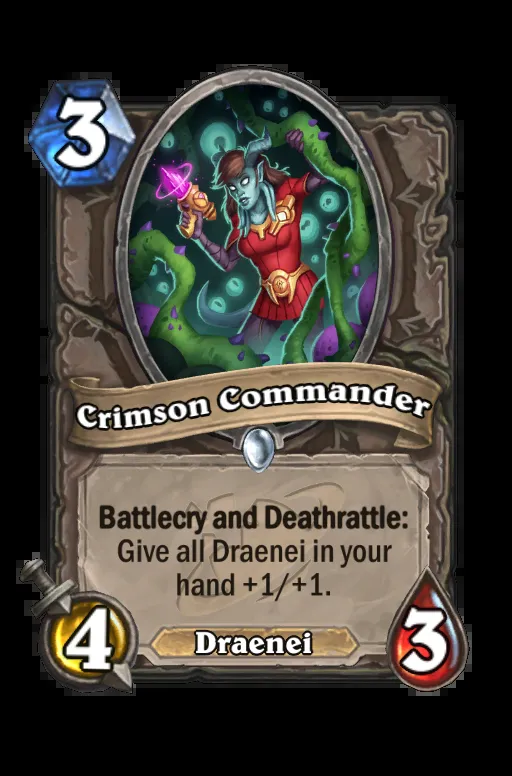 3
Crimson Commander
Battlecry and Deathrattle:
Give all Draenei in your
hand +1/+1.
4
Draenei
3